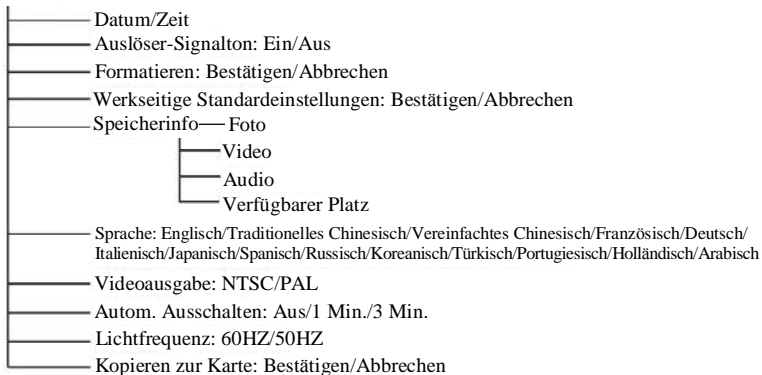 Datum/Zeit
Auslöser-Signalton: Ein/Aus
Formatieren: Bestätigen/Abbrechen
Werkseitige Standardeinstellungen: Bestätigen/Abbrechen
Speicherinfo Foto
Video
Audio
Verfügbarer Platz
Sprache: Englisch/Traditionelles Chinesisch/Vereinfachtes Chinesisch/Französisch/Deutsch/
Italienisch/Japanisch/Spanisch/Russisch/Koreanisch/Türkisch/Portugiesisch/Holländisch/Arabisch
Videoausgabe: NTSC/PAL
Autom. Ausschalten: Aus/1 Min./3 Min.
Lichtfrequenz: 60HZ/50HZ
Kopieren zur Karte: Bestätigen/Abbrechen